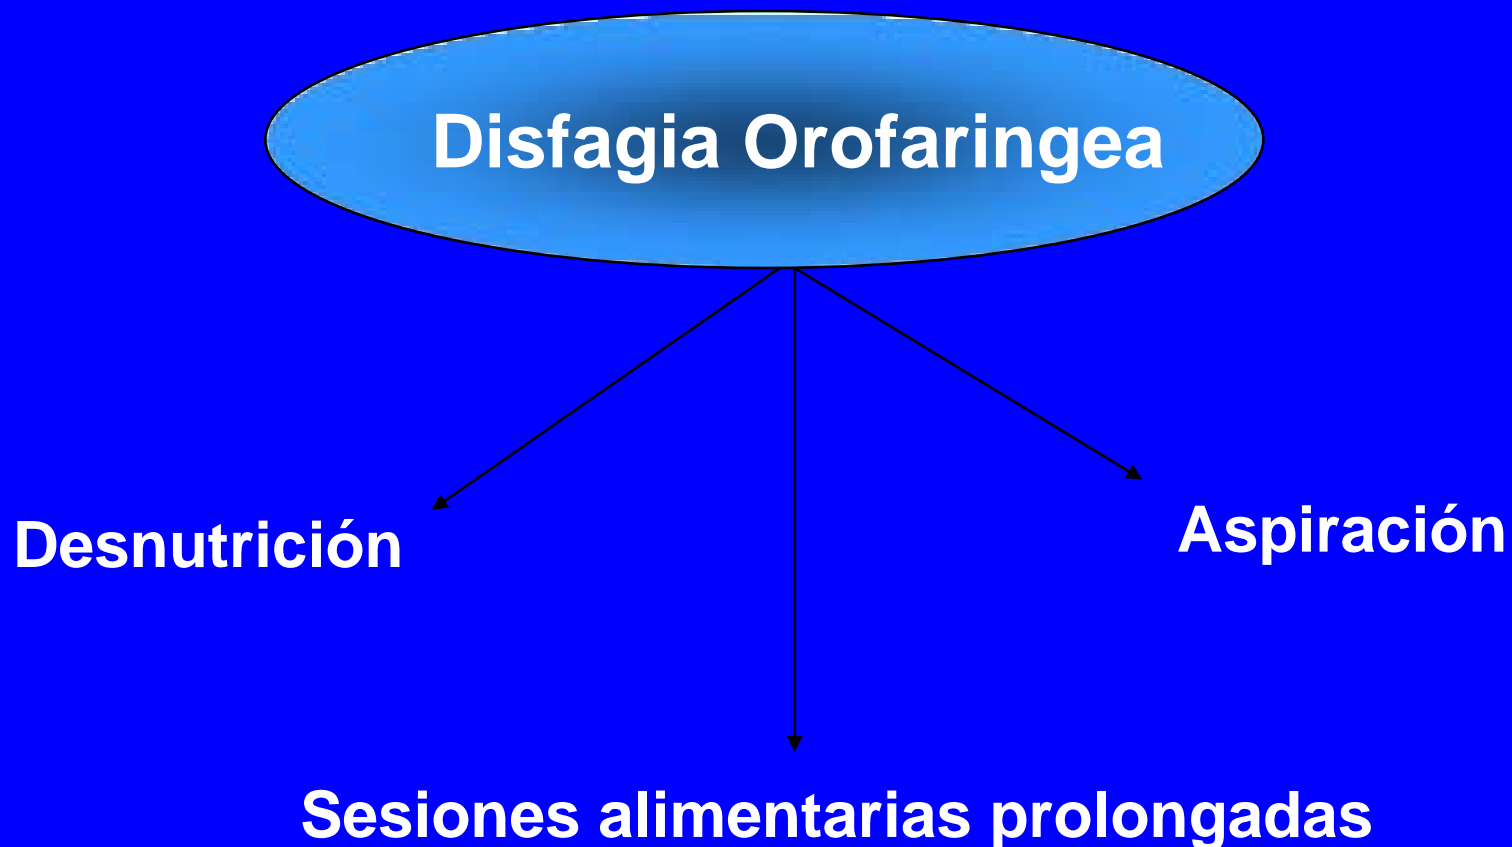 Disfagia Orofaringea
Desnutrición
Aspiración
Sesiones alimentarias prolongadas